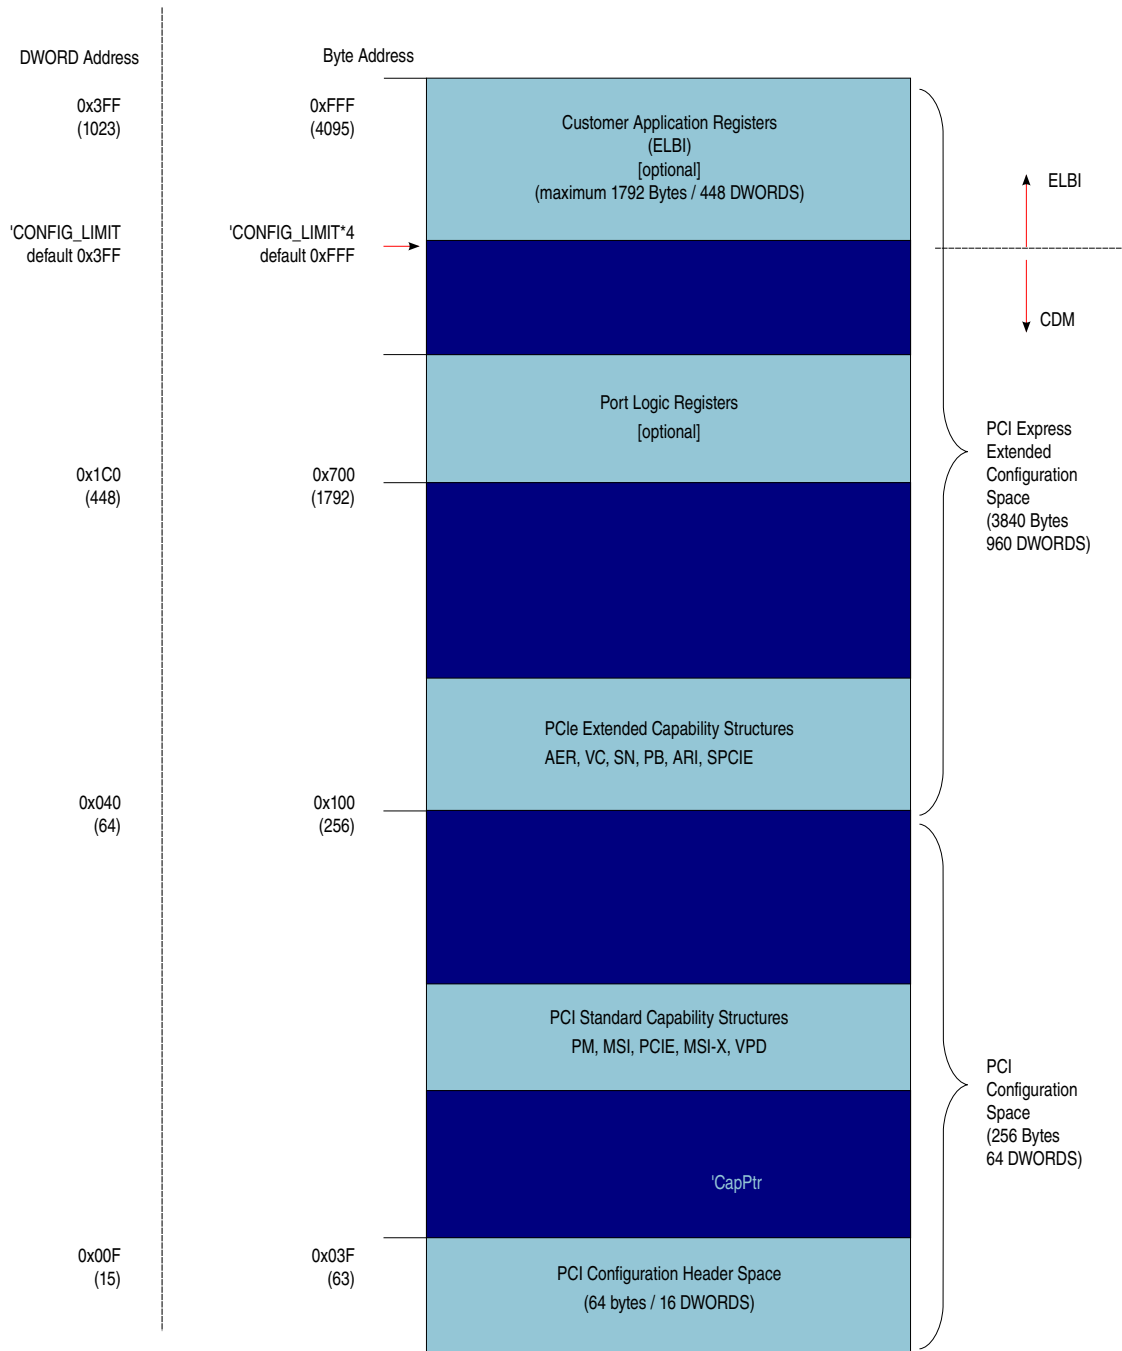 DWORD Address
Byte Address
0x3FF
(1023)
0xFFF
(4095)
Customer Application Registers
(ELBI)
[optional]
(maximum 1792 Bytes / 448 DWORDS)
ELBI
'CONFIG_LIMIT
default 0x3FF
'CONFIG_LIMIT*4
default 0xFFF
CDM
Port Logic Registers
[optional]
PCI Express
Extended
Configuration
Space
(3840 Bytes
960 DWORDS)
0x1C0
(448)
0x700
(1792)
PCIe Extended Capability Structures
AER, VC, SN, PB, ARI, SPCIE
0x040
(64)
0x100
(256)
PCI Standard Capability Structures
PM, MSI, PCIE, MSI-X, VPD
PCI
Configuration
Space
(256 Bytes
64 DWORDS)
'CapPtr
0x00F
(15)
0x03F
(63)
PCI Configuration Header Space
(64 bytes / 16 DWORDS)